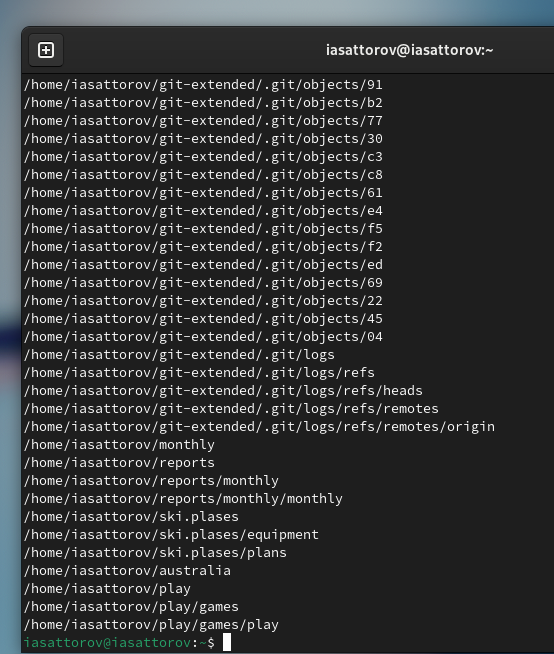 iasattorov@iasattorov:~
/home/iasattorov/git-extended/.git/objects/91
/home/iasattorov/git-extended/.git/objects/b2
/home/iasattorov/git-extended/.git/objects/77
/home/iasattorov/git-extended/.git/objects/30
/home/iasattorov/git-extended/.git/objects/c3
/home/iasattorov/git-extended/.git/objects/c8
/home/iasattorov/git-extended/.git/objects/61
/home/iasattorov/git-extended/.git/objects/e4
/home/iasattorov/git-extended/.git/objects/f5
/home/iasattorov/git-extended/.git/objects/f2
/home/iasattorov/git-extended/.git/objects/ed
/home/iasattorov/git-extended/.git/objects/69
/home/iasattorov/git-extended/.git/objects/22
/home/iasattorov/git-extended/.git/objects/45
/home/iasattorov/git-extended/.git/objects/04
/home/iasattorov/git-extended/.git/logs
/home/iasattorov/git-extended/.git/logs/refs
/home/iasattorov/git-extended/.git/logs/refs/heads
/home/iasattorov/git-extended/.git/logs/refs/remotes
/home/iasattorov/git-extended/.git/logs/refs/remotes/origin
/home/iasattorov/monthly
/home/iasattorov/reports
/home/iasattorov/reports/monthly
/home/iasattorov/reports/monthly/monthly
/home/iasattorov/ski.plases
/home/iasattorov/ski.plases/equipment
/home/iasattorov/ski.plases/plans
/home/iasattorov/australia
/home/iasattorov/play
/home/iasattorov/play/games
/home/iasattorov/play/games/play
iasattorov@iasattorov:~$